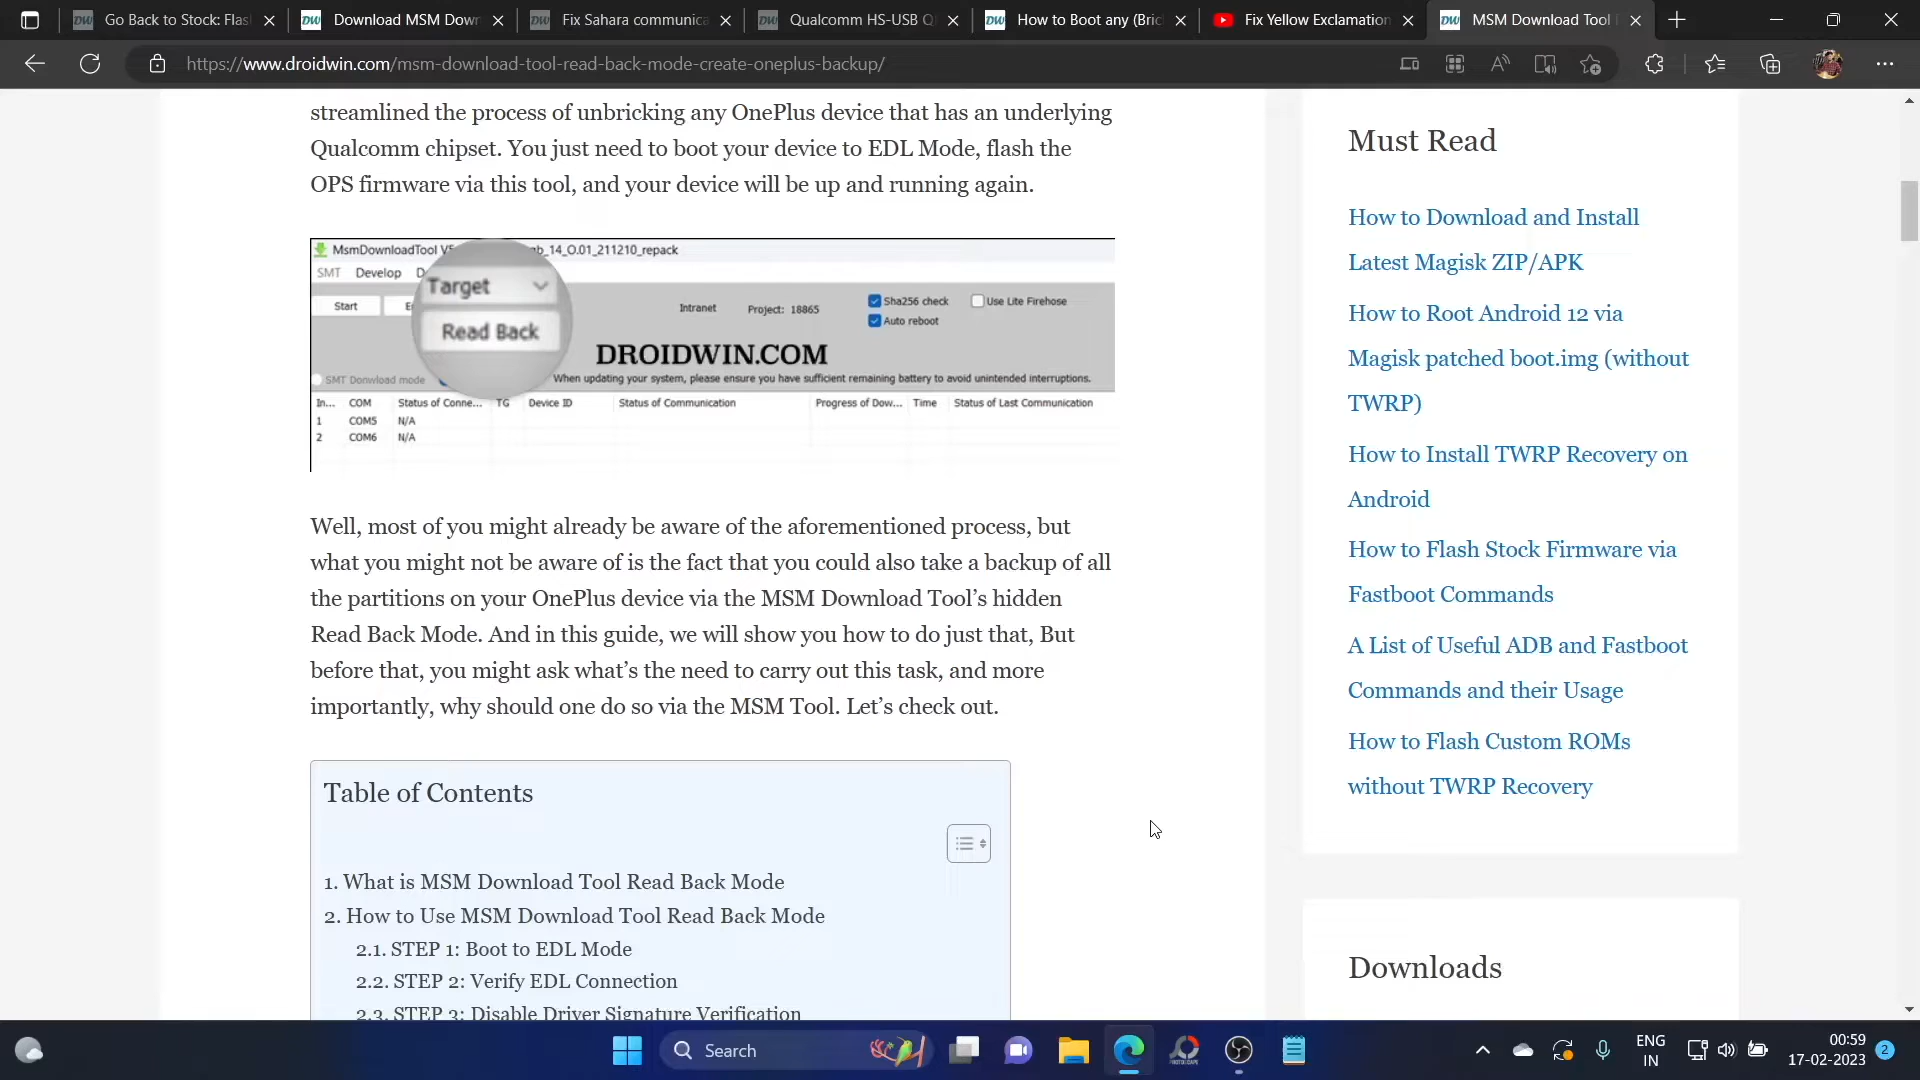 Go Back to Stock: Flas
Download MSM Down
Fix Sahara communica
Qualcomm HS-USB Q
How to Boot any (Bric
Fix Yellow Exclamation
MSM Download Tool
https://www.droidwin.com/msm-download-tool-read-back-mode-create-oneplus-backup/
streamlined the process of unbricking any OnePlus device that has an underlying
Qualcomm chipset. You just need to boot your device to EDL Mode, flash the
OPS firmware via this tool, and your device will be up and running again.
MsmDownloadTool V5 _14_O.01_211210_repack
SMT Develop D
Target
Start
Read Back
Intranet Project: 18865
Sha256 check Use Lite Firehose
Auto reboot
DROIDWIN.COM
SMT Donwload mode When updating your system, please ensure you have sufficient remaining battery to avoid unintended interruptions.
In... COM Status of Conne... TG Device ID Status of Communication Progress of Dow... Time Status of Last Communication
1 COM5 N/A
2 COM6 N/A
Well, most of you might already be aware of the aforementioned process, but
what you might not be aware of is the fact that you could also take a backup of all
the partitions on your OnePlus device via the MSM Download Tool’s hidden
Read Back Mode. And in this guide, we will show you how to do just that, But
before that, you might ask what’s the need to carry out this task, and more
importantly, why should one do so via the MSM Tool. Let’s check out.
Table of Contents
1. What is MSM Download Tool Read Back Mode
2. How to Use MSM Download Tool Read Back Mode
2.1. STEP 1: Boot to EDL Mode
2.2. STEP 2: Verify EDL Connection
2.3. STEP 3: Disable Driver Signature Verification
Must Read
How to Download and Install
Latest Magisk ZIP/APK
How to Root Android 12 via
Magisk patched boot.img (without
TWRP)
How to Install TWRP Recovery on
Android
How to Flash Stock Firmware via
Fastboot Commands
A List of Useful ADB and Fastboot
Commands and their Usage
How to Flash Custom ROMs
without TWRP Recovery
Downloads
Search
ENG
IN
00:59
17-02-2023
2